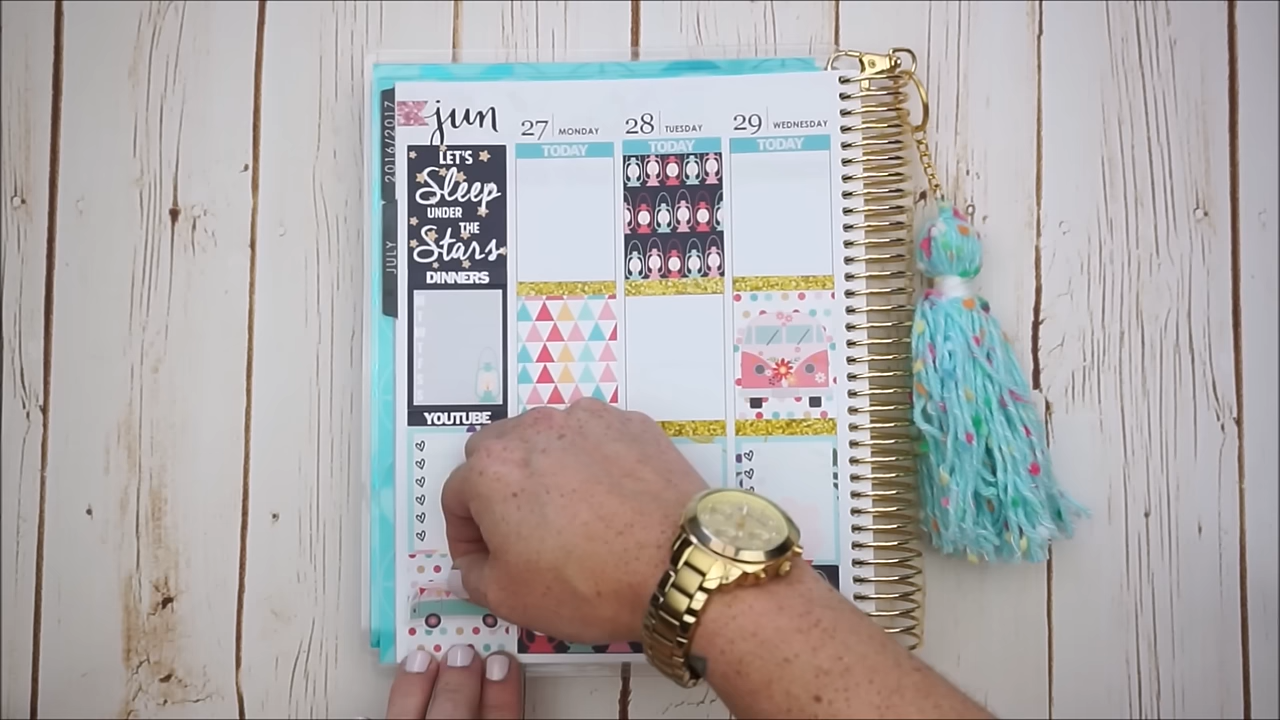 2016/2017
JULY
jun
27 MONDAY
28 TUESDAY
29 WEDNESDAY
TODAY
TODAY
TODAY
LET'S
Sleep
UNDER
THE
Stars
DINNERS
YOUTUBE